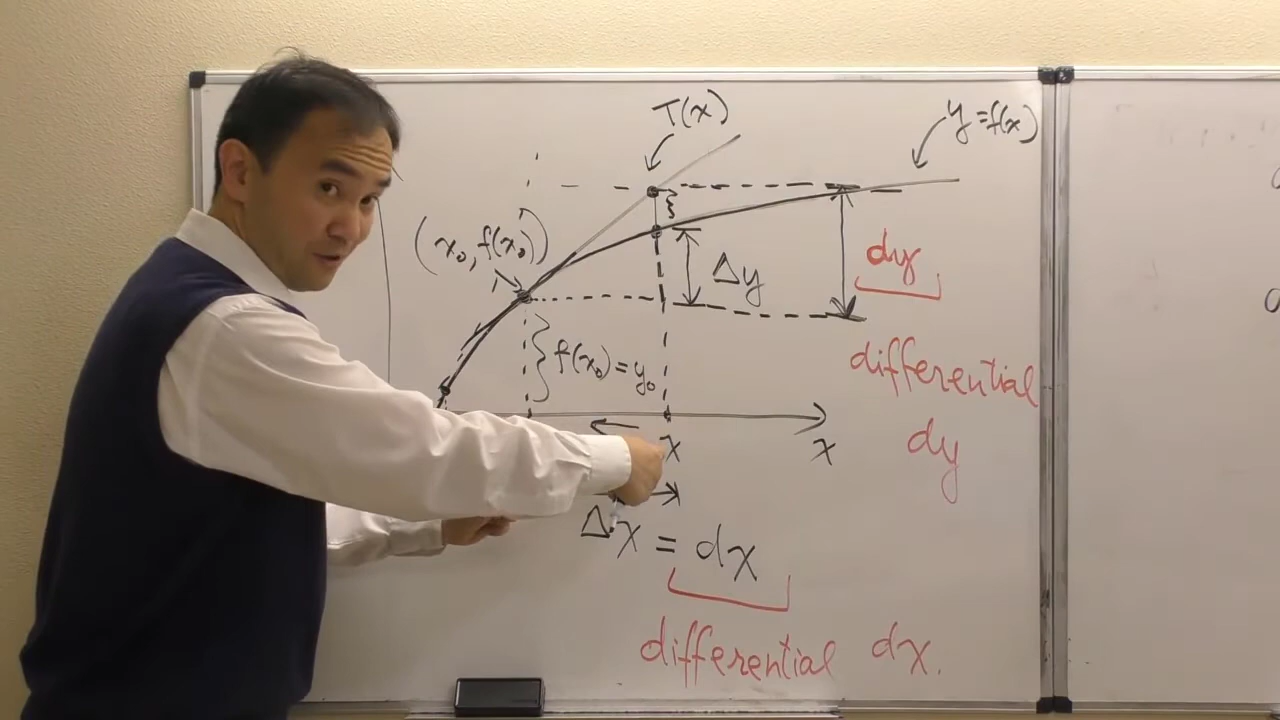 T(x)
y = f(x)
(x₀, f(x₀))
Δy
dy
f(x₀) = y₀
differential
dy
x
x
Δx = dx
differential dx.